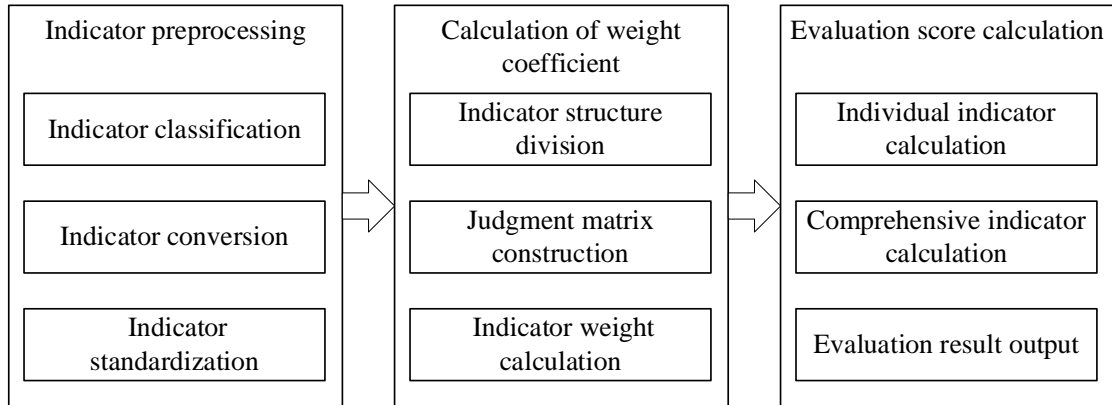 Indicator preprocessing
Indicator classification
Indicator conversion
Indicator
standardization
Calculation of weight
coefficient
Indicator structure
division
Judgment matrix
construction
Indicator weight
calculation
Evaluation score calculation
Individual indicator
calculation
Comprehensive indicator
calculation
Evaluation result output